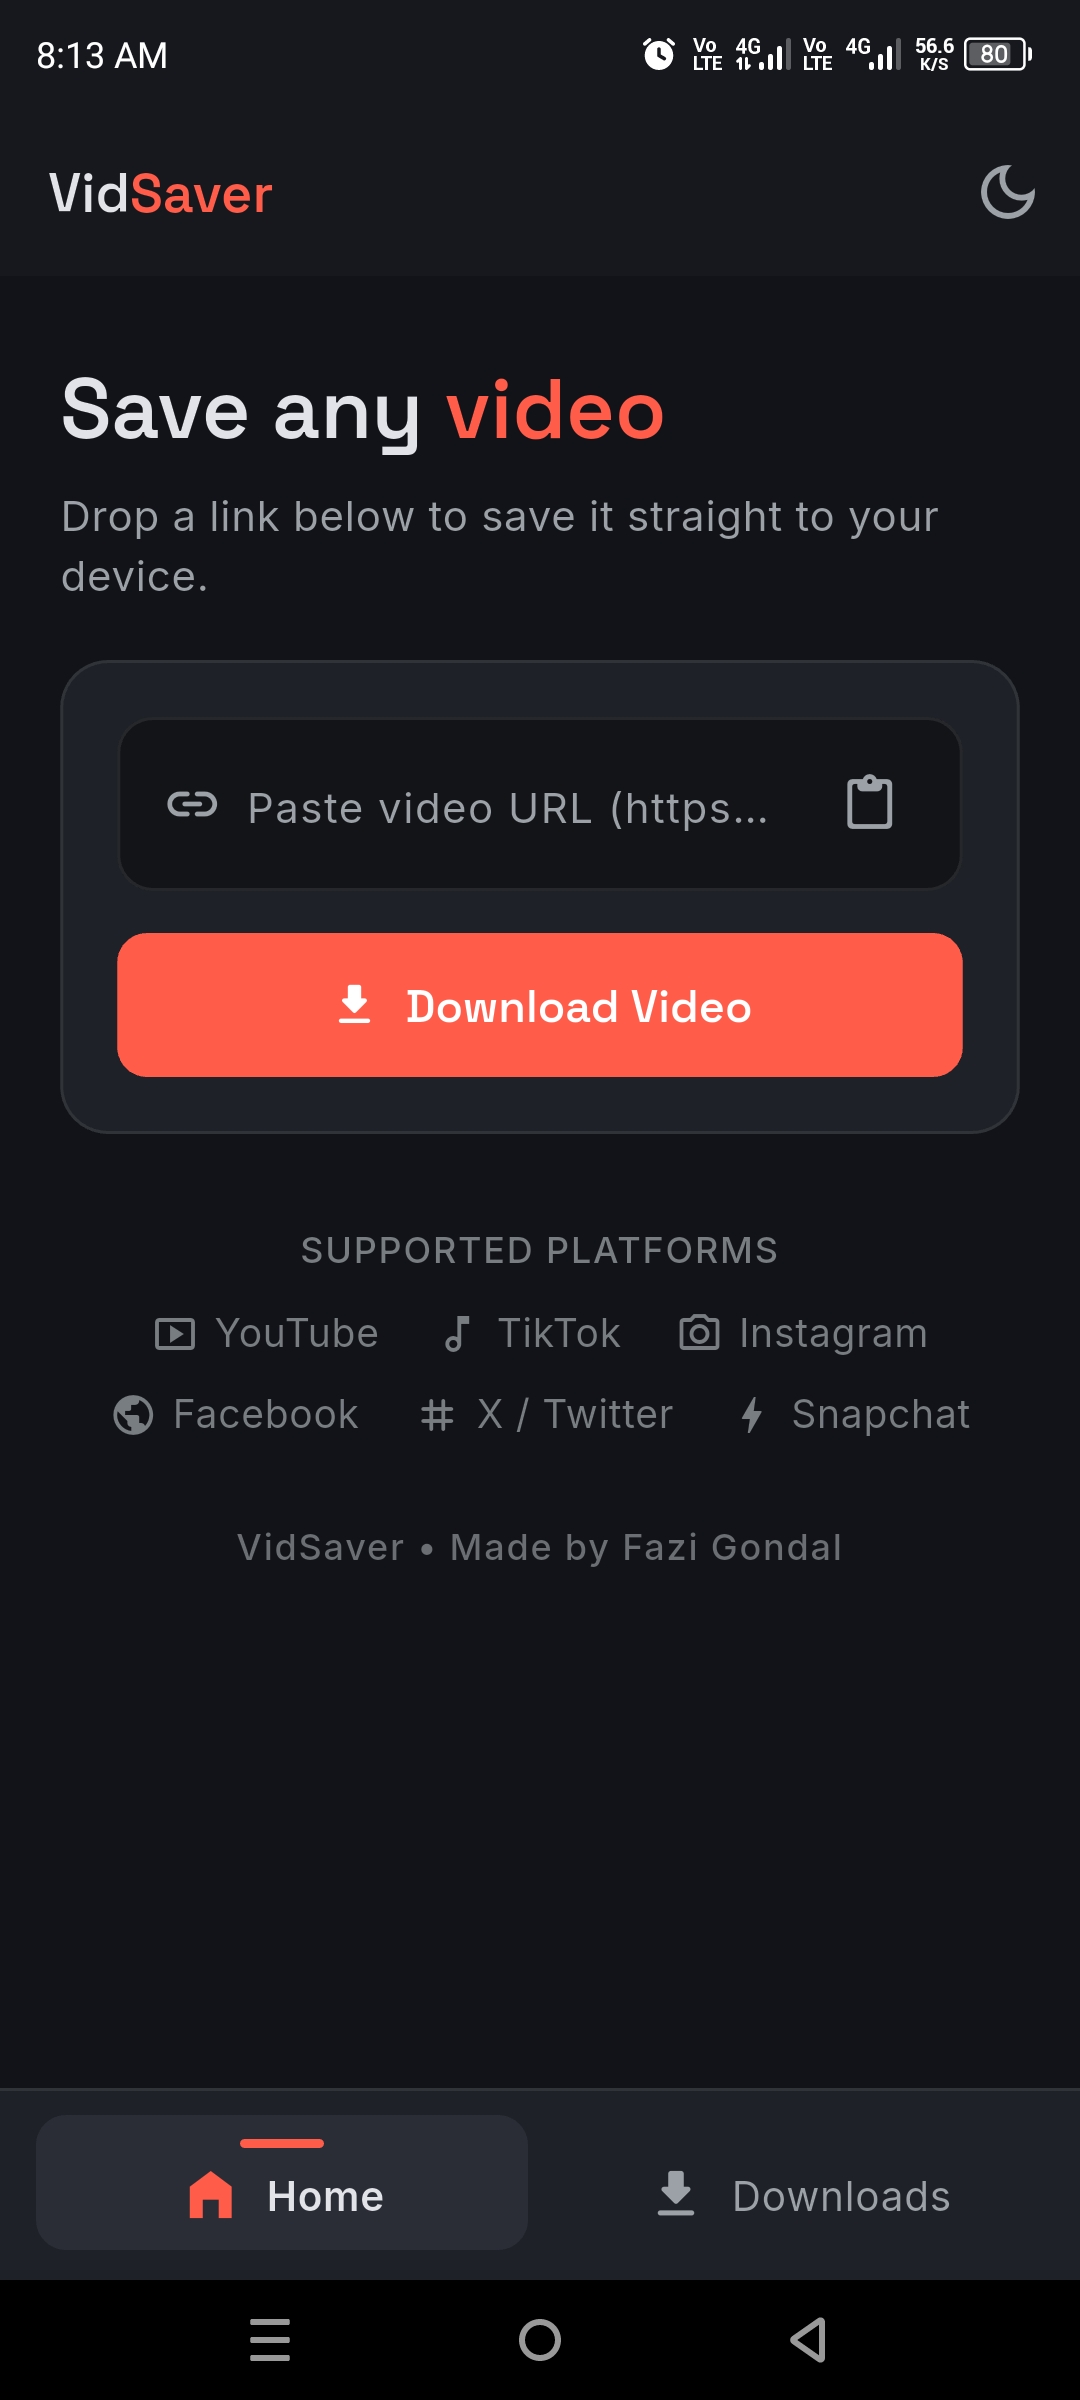 8:13 AM
Vo LTE 4G Vo LTE 4G 56.6 K/S 80
VidSaver
Save any video
Drop a link below to save it straight to your
device.
Paste video URL (https...
Download Video
SUPPORTED PLATFORMS
YouTube TikTok Instagram
Facebook X / Twitter Snapchat
VidSaver • Made by Fazi Gondal
Home Downloads